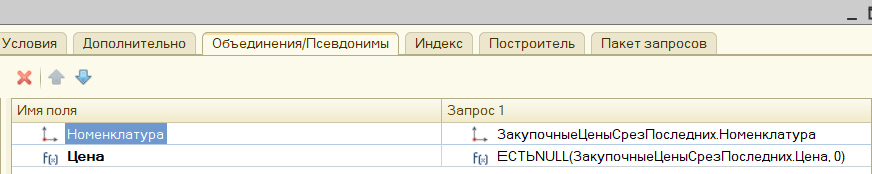 Условия Дополнительно Объединения/Псевдонимы Индекс Построитель Пакет запросов
Имя поля Запрос 1
Номенклатура ЗакупочныеЦеныСрезПоследних.Номенклатура
Цена ЕСТЬNULL(ЗакупочныеЦеныСрезПоследних.Цена, 0)